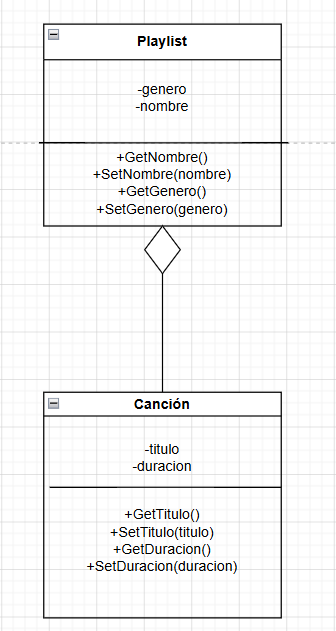 Playlist
-genero
-nombre
+GetNombre()
+SetNombre(nombre)
+GetGenero()
+SetGenero(genero)
Canción
-titulo
-duracion
+GetTitulo()
+SetTitulo(titulo)
+GetDuracion()
+SetDuracion(duracion)